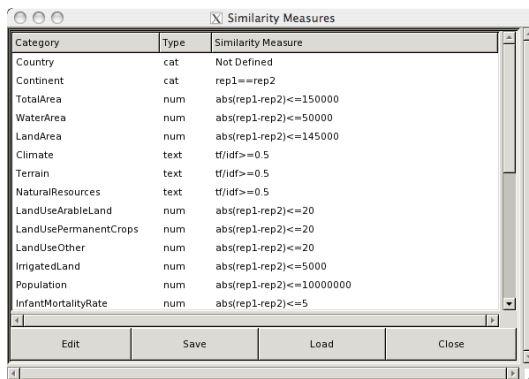 Similarity Measures
Category Type Similarity Measure
Country cat Not Defined
Continent cat rep1==rep2
TotalArea num abs(rep1-rep2)<=150000
WaterArea num abs(rep1-rep2)<=50000
LandArea num abs(rep1-rep2)<=145000
Climate text tf/idf>=0.5
Terrain text tf/idf>=0.5
NaturalResources text tf/idf>=0.5
LandUseArableLand num abs(rep1-rep2)<=20
LandUsePermanentCrops num abs(rep1-rep2)<=20
LandUseOther num abs(rep1-rep2)<=20
IrrigatedLand num abs(rep1-rep2)<=5000
Population num abs(rep1-rep2)<=10000000
InfantMortalityRate num abs(rep1-rep2)<=5
Edit Save Load Close